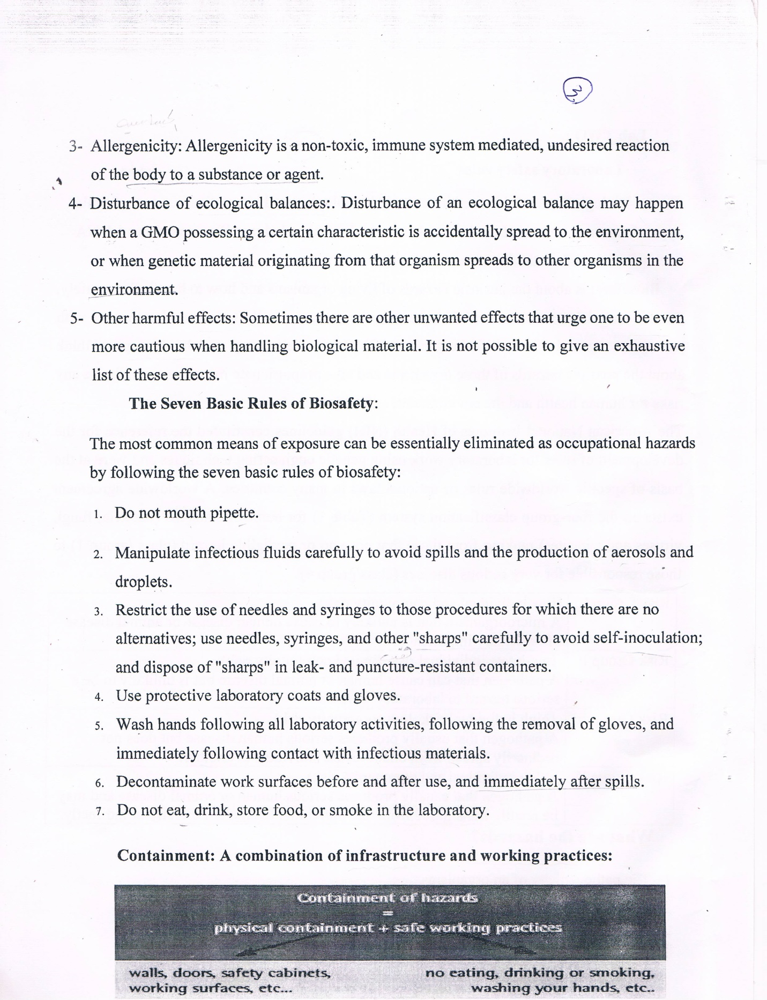 3
3- Allergenicity: Allergenicity is a non-toxic, immune system mediated, undesired reaction
of the body to a substance or agent.
4- Disturbance of ecological balances:. Disturbance of an ecological balance may happen
when a GMO possessing a certain characteristic is accidentally spread to the environment,
or when genetic material originating from that organism spreads to other organisms in the
environment.
5- Other harmful effects: Sometimes there are other unwanted effects that urge one to be even
more cautious when handling biological material. It is not possible to give an exhaustive
list of these effects.
The Seven Basic Rules of Biosafety:
The most common means of exposure can be essentially eliminated as occupational hazards
by following the seven basic rules of biosafety:
1. Do not mouth pipette.
2. Manipulate infectious fluids carefully to avoid spills and the production of aerosols and
droplets.
3. Restrict the use of needles and syringes to those procedures for which there are no
alternatives; use needles, syringes, and other "sharps" carefully to avoid self-inoculation;
and dispose of "sharps" in leak- and puncture-resistant containers.
4. Use protective laboratory coats and gloves.
5. Wash hands following all laboratory activities, following the removal of gloves, and
immediately following contact with infectious materials.
6. Decontaminate work surfaces before and after use, and immediately after spills.
7. Do not eat, drink, store food, or smoke in the laboratory.
Containment: A combination of infrastructure and working practices:
Containment of hazards
=
physical containment + safe working practices
walls, doors, safety cabinets,
working surfaces, etc...
no eating, drinking or smoking,
washing your hands, etc..